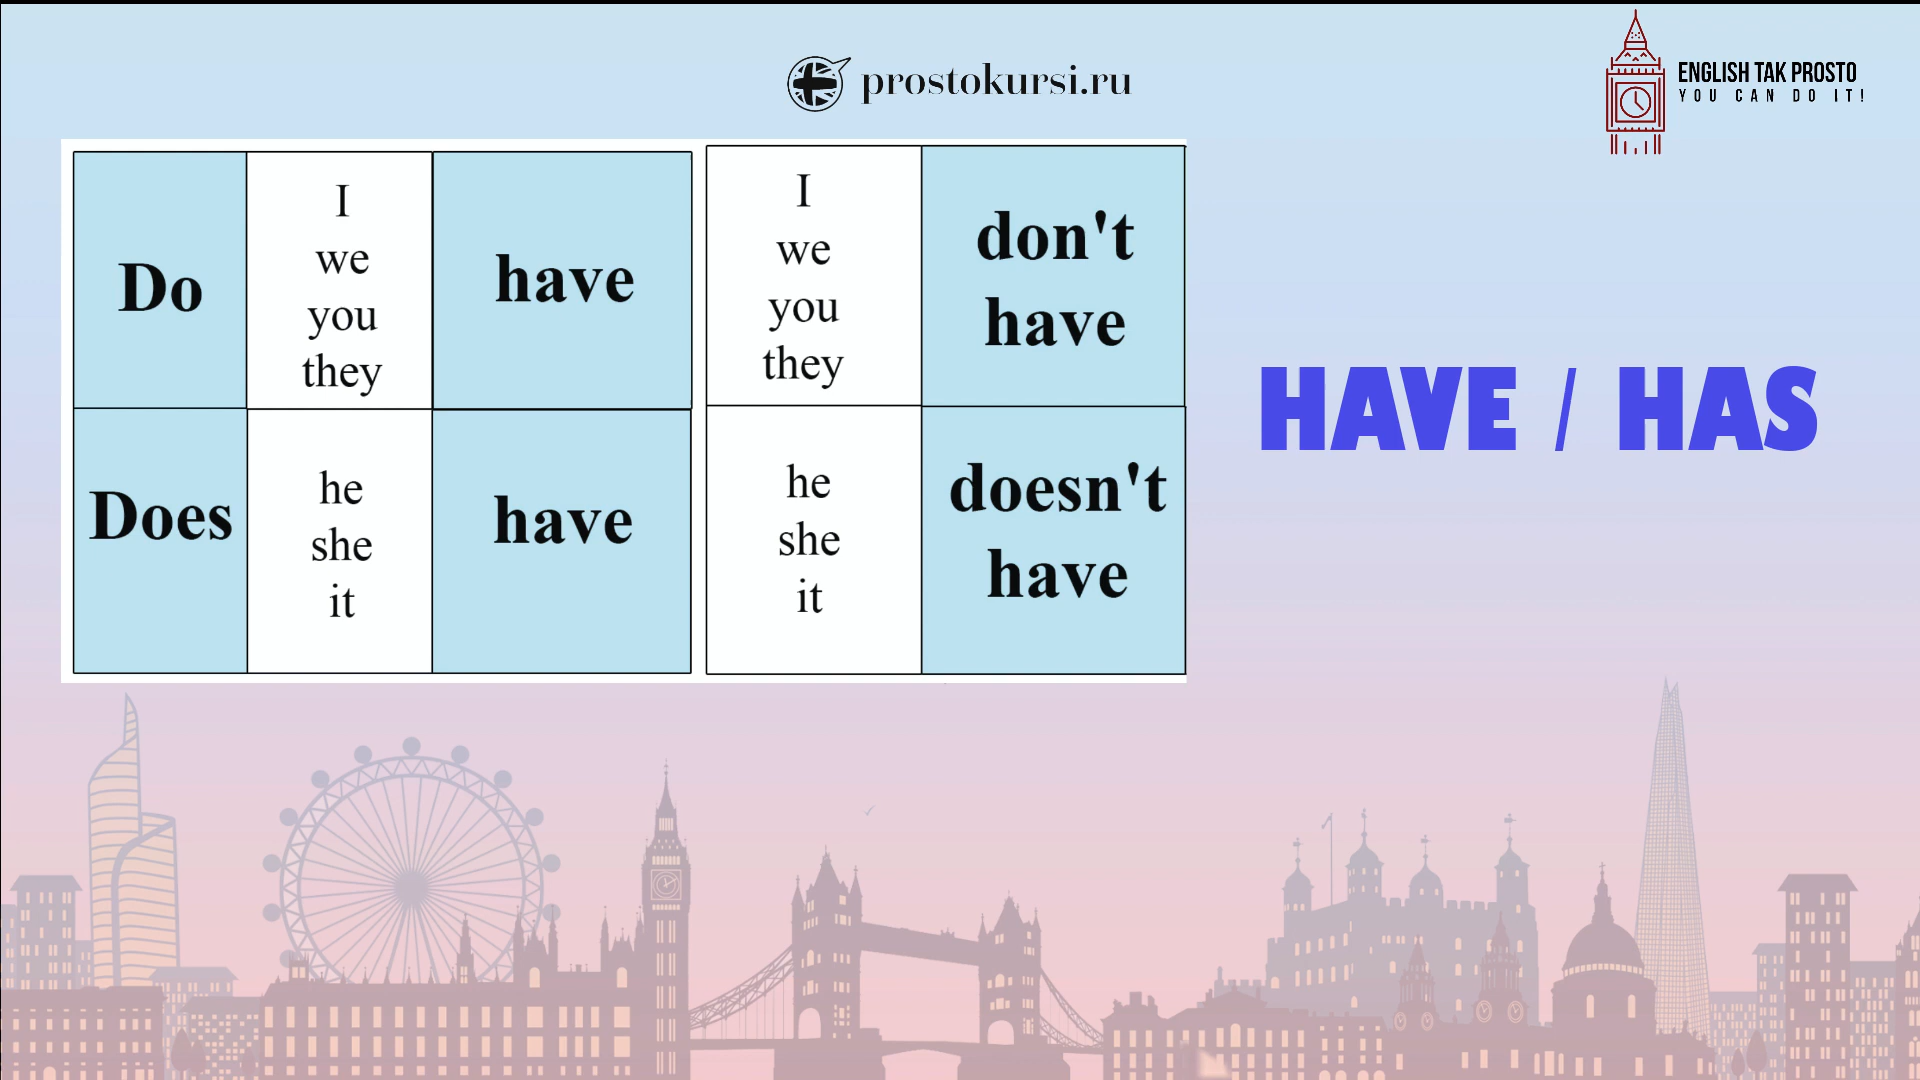 prostokursi.ru
ENGLISH TAK PROSTO
YOU CAN DO IT!
Do
I
we
you
they
have
Does
he
she
it
have
I
we
you
they
don't
have
he
she
it
doesn't
have
HAVE / HAS